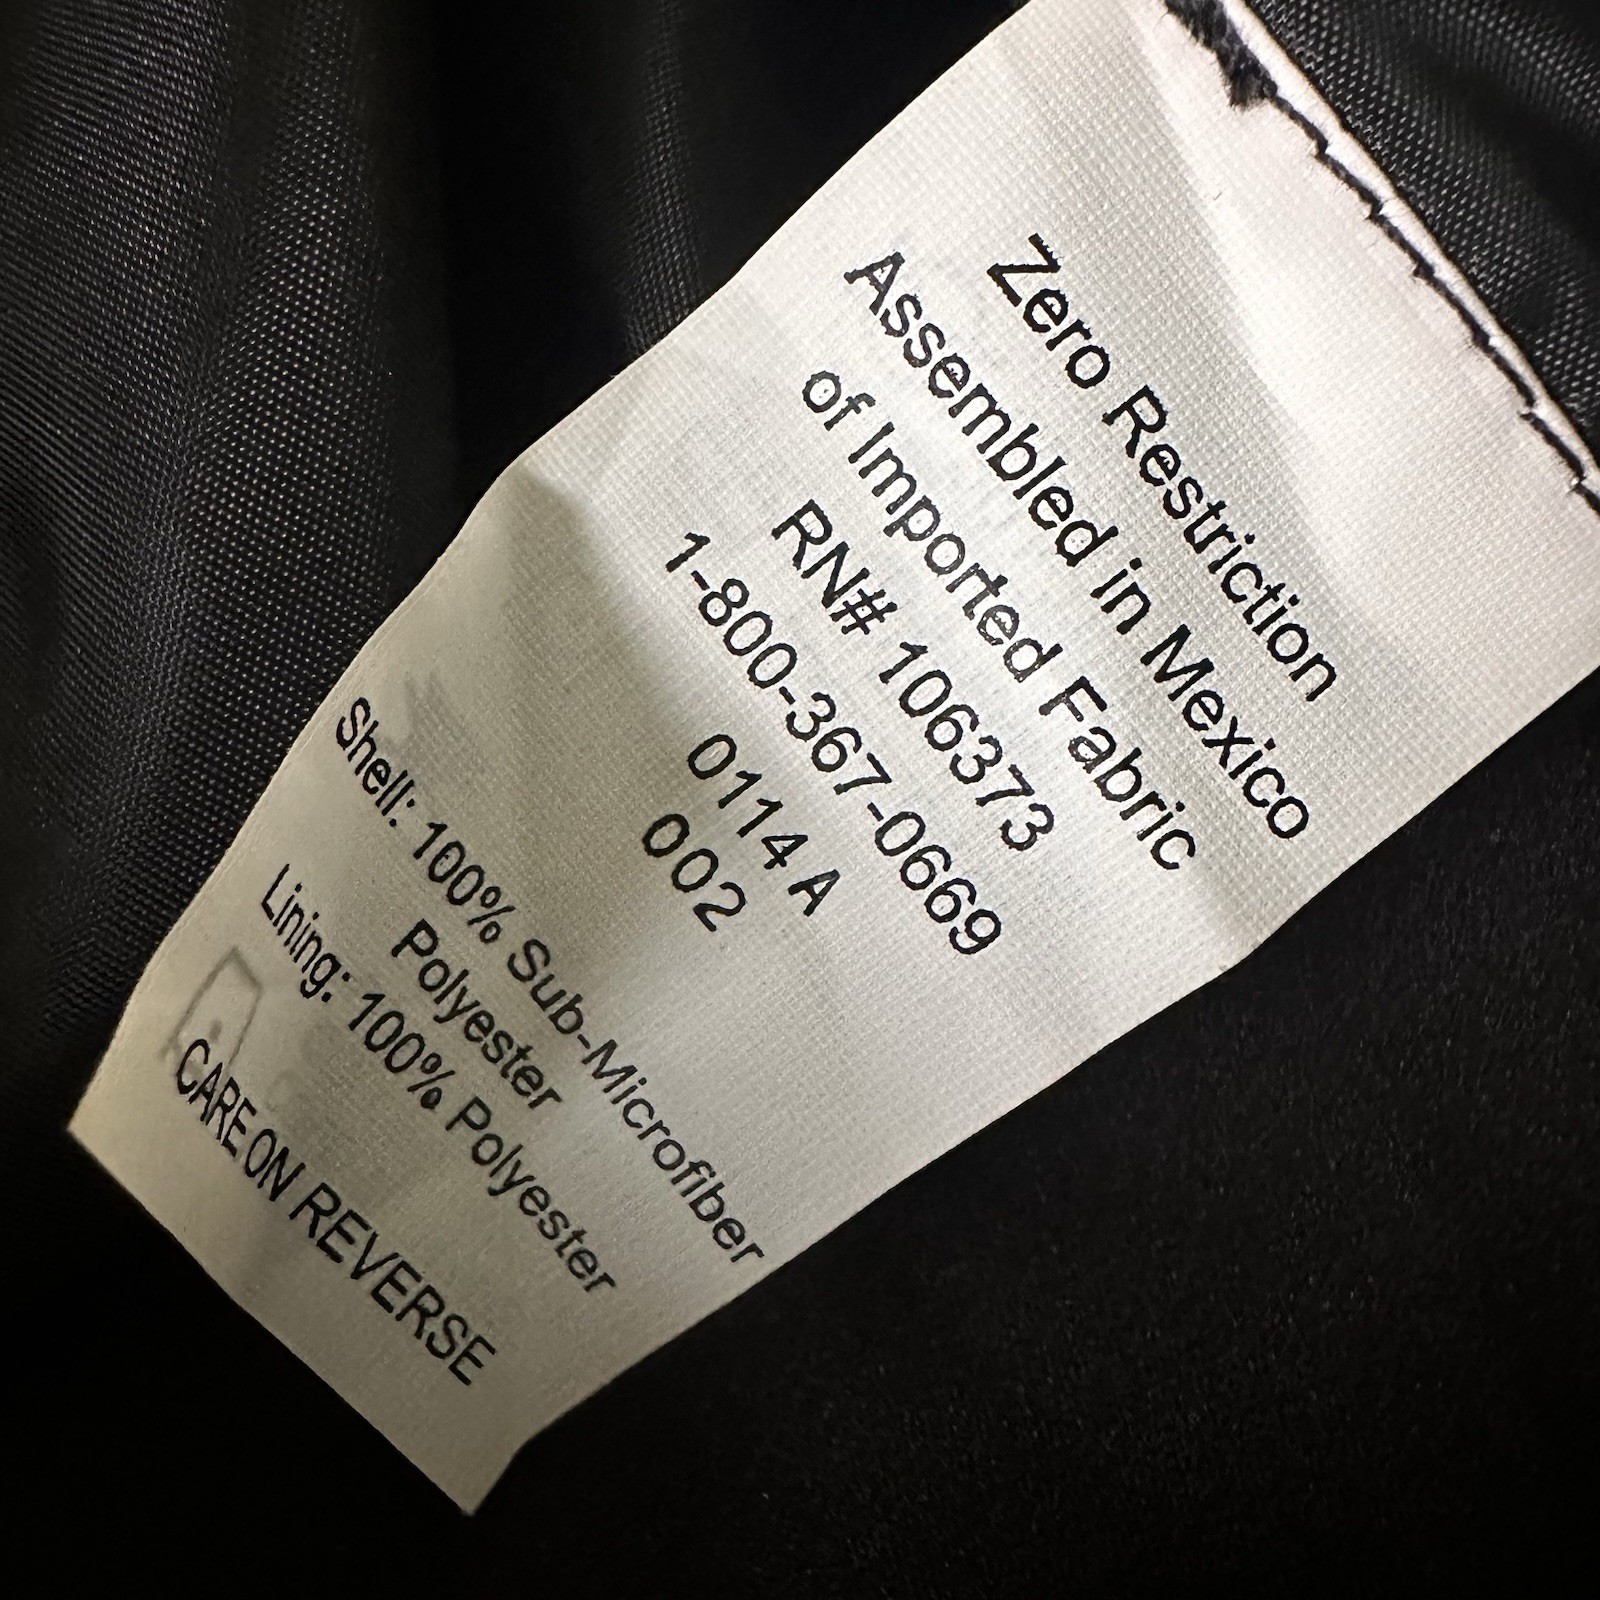 Zero Restriction
Assembled in Mexico
of Imported Fabric
RN# 106373
1-800-367-0669
0114 A
002
Shell: 100% Sub-Microfiber
Polyester
Lining: 100% Polyester
CARE ON REVERSE